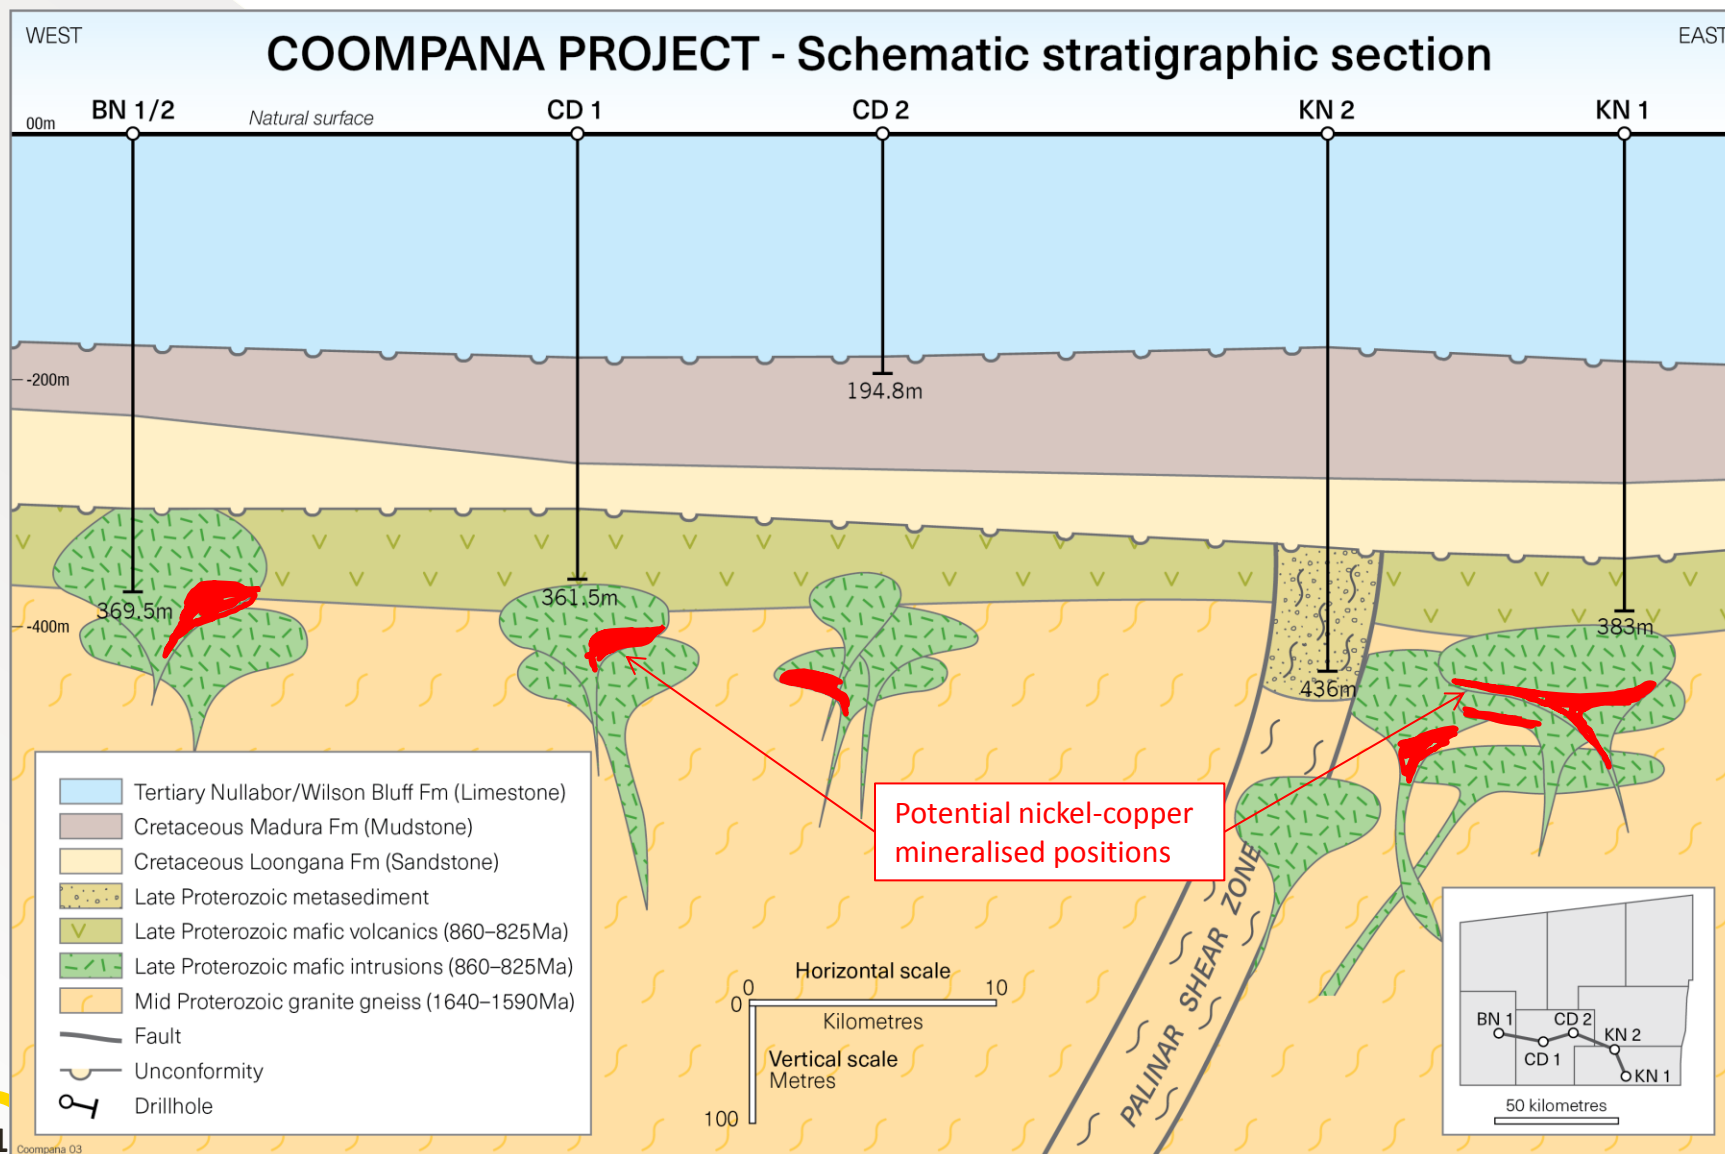 WEST
EAST
COOMPANA PROJECT - Schematic stratigraphic section
BN 1/2
Natural surface
CD 1
CD 2
KN 2
KN 1
00m
-200m
194.8m
369.5m
361.5m
383m
-400m
436m
Potential nickel-copper
mineralised positions
PALINAR SHEAR ZONE
Tertiary Nullabor/Wilson Bluff Fm (Limestone)
Cretaceous Madura Fm (Mudstone)
Cretaceous Loongana Fm (Sandstone)
Late Proterozoic metasediment
Late Proterozoic mafic volcanics (860–825Ma)
Late Proterozoic mafic intrusions (860–825Ma)
Mid Proterozoic granite gneiss (1640–1590Ma)
Fault
Unconformity
Drillhole
Horizontal scale
0 10
Kilometres
0
Vertical scale
Metres
100
BN 1
CD 2
KN 2
CD 1
KN 1
50 kilometres
Coompana 03